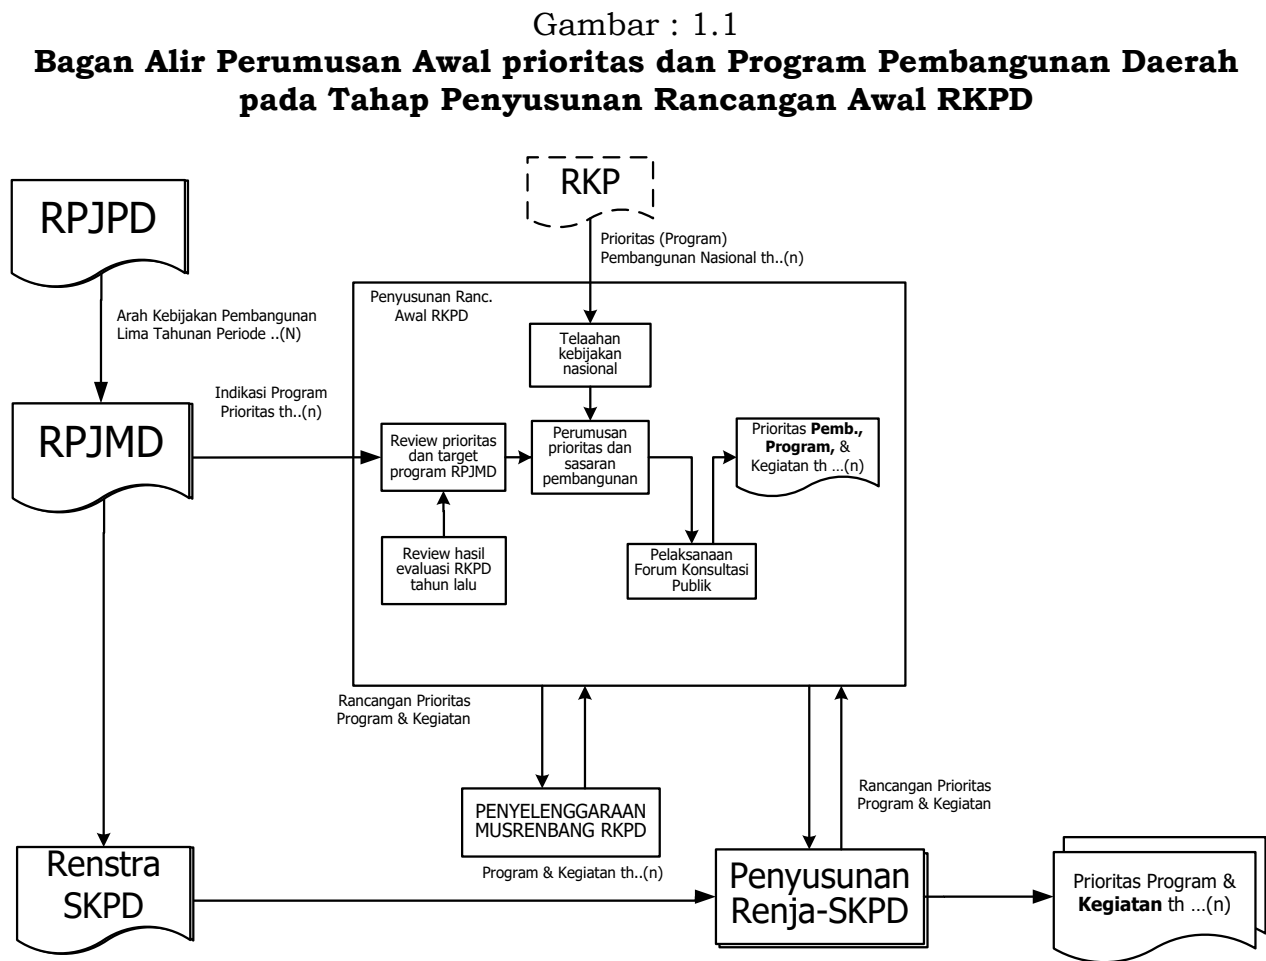 Gambar : 1.1
Bagan Alir Perumusan Awal prioritas dan Program Pembangunan Daerah
pada Tahap Penyusunan Rancangan Awal RKPD
RKP
RPJPD
Prioritas (Program)
Pembangunan Nasional th..(n)
Arah Kebijakan Pembangunan
Lima Tahunan Periode ..(N)
Penyusunan Ranc.
Awal RKPD
Telaahan
kebijakan
nasional
Indikasi Program
Prioritas th..(n)
RPJMD
Review prioritas
dan target
program RPJMD
Perumusan
prioritas dan
sasaran
pembangunan
Prioritas Pemb.,
Program, &
Kegiatan th ...(n)
Review hasil
evaluasi RKPD
tahun lalu
Pelaksanaan
Forum Konsultasi
Publik
Rancangan Prioritas
Program & Kegiatan
PENYELENGGARAAN
MUSRENBANG RKPD
Rancangan Prioritas
Program & Kegiatan
Program & Kegiatan th..(n)
Renstra
SKPD
Penyusunan
Renja-SKPD
Prioritas Program &
Kegiatan th ...(n)